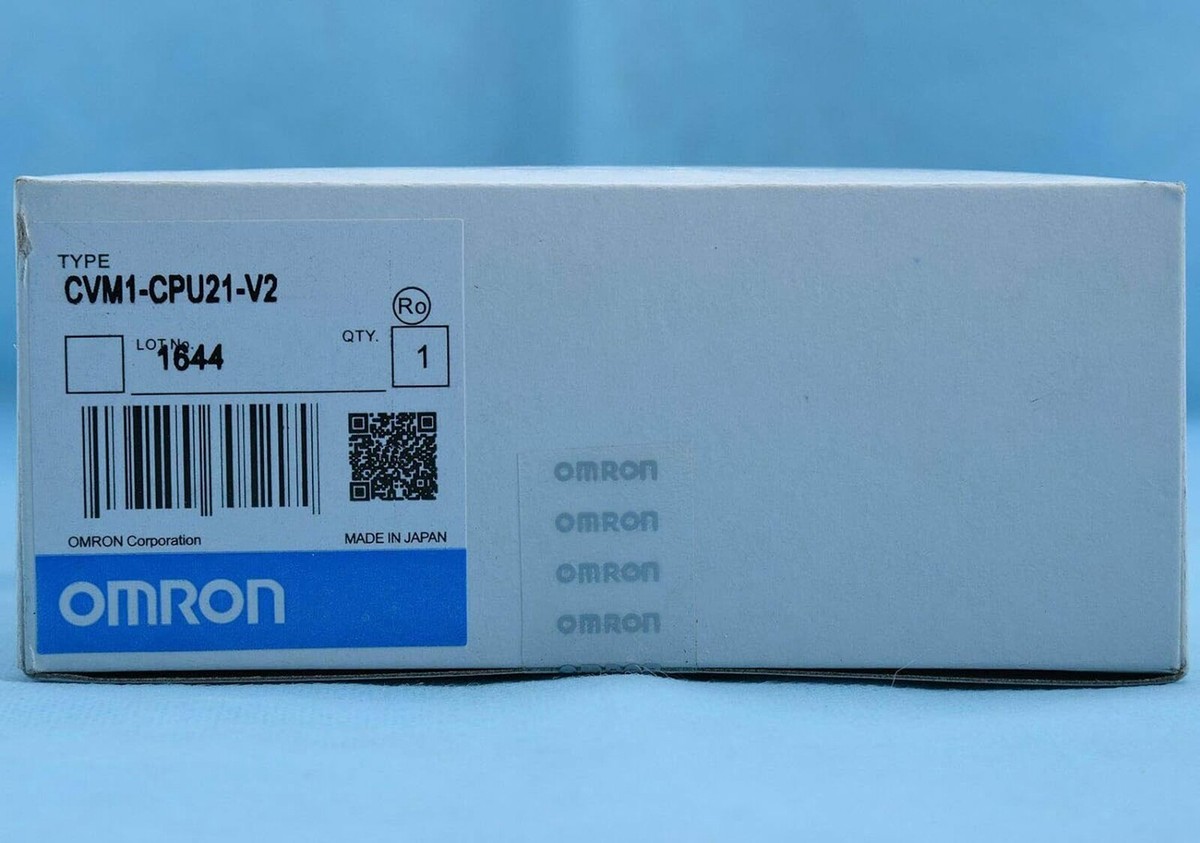 TYPE
CVM1-CPU21-V2
Ro
LOT No.
1644
QTY.
1
OMRON Corporation
MADE IN JAPAN
OMRON
OMRON
OMRON
OMRON
OMRON
OMRON